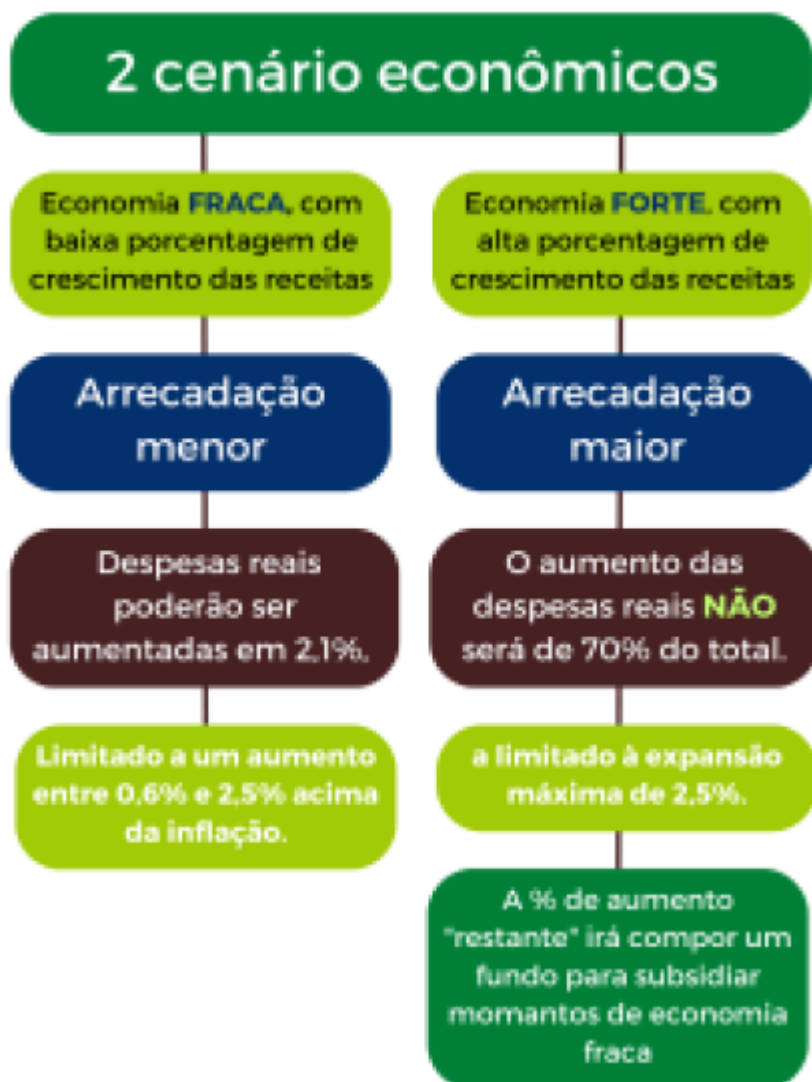 2 cenário econômicos
Economia FRACA, com
baixa porcentagem de
crescimento das receitas
Arrecadação
menor
Despesas reais
poderão ser
aumentadas em 2,1%.
Limitado a um aumento
entre 0,6% e 2,5% acima
da inflação.
Economia FORTE, com
alta porcentagem de
crescimento das receitas
Arrecadação
maior
O aumento das
despesas reais NÃO
será de 70% do total.
a limitado à expansão
máxima de 2,5%.
A % de aumento
"restante" irá compor um
fundo para subsidiar
momantos de economia
fraca